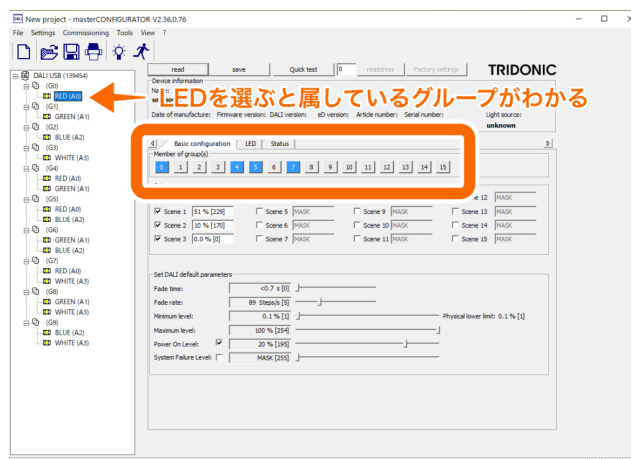 New project - masterCONFIGURATOR V2.36.0.76
File Settings Commissioning Tools View ?
read save Quick test 0 readdress Factory settings TRIDONIC
DALI USB (139454)
(G0)
RED (A0)
(G1)
GREEN (A1)
(G2)
BLUE (A2)
(G3)
WHITE (A3)
(G4)
RED (A0)
GREEN (A1)
(G5)
RED (A0)
BLUE (A2)
(G6)
GREEN (A1)
BLUE (A2)
(G7)
RED (A0)
WHITE (A3)
(G8)
GREEN (A1)
WHITE (A3)
(G9)
BLUE (A2)
WHITE (A3)
Device information
LEDを選ぶと属しているグループがわかる
Date of manufacture: Firmware version: DALI version: eD version: Article number: Serial number: Light source:
unknown
Basic configuration LED Status
Member of group(s)
0 1 2 3 4 5 6 7 8 9 10 11 12 13 14 15
12 MASK
Scene 1 51 % [229] Scene 5 MASK Scene 9 MASK Scene 13 MASK
Scene 2 10 % [170] Scene 6 MASK Scene 10 MASK Scene 14 MASK
Scene 3 0.0 % [0] Scene 7 MASK Scene 11 MASK Scene 15 MASK
Set DALI default parameters
Fade time: <0.7 s [0]
Fade rate: 89 Steps/s [5]
Minimum level: 0.1 % [1] Physical lower limit: 0.1 % [1]
Maximum level: 100 % [254]
Power On Level: 20 % [195]
System Failure Level: MASK [255]